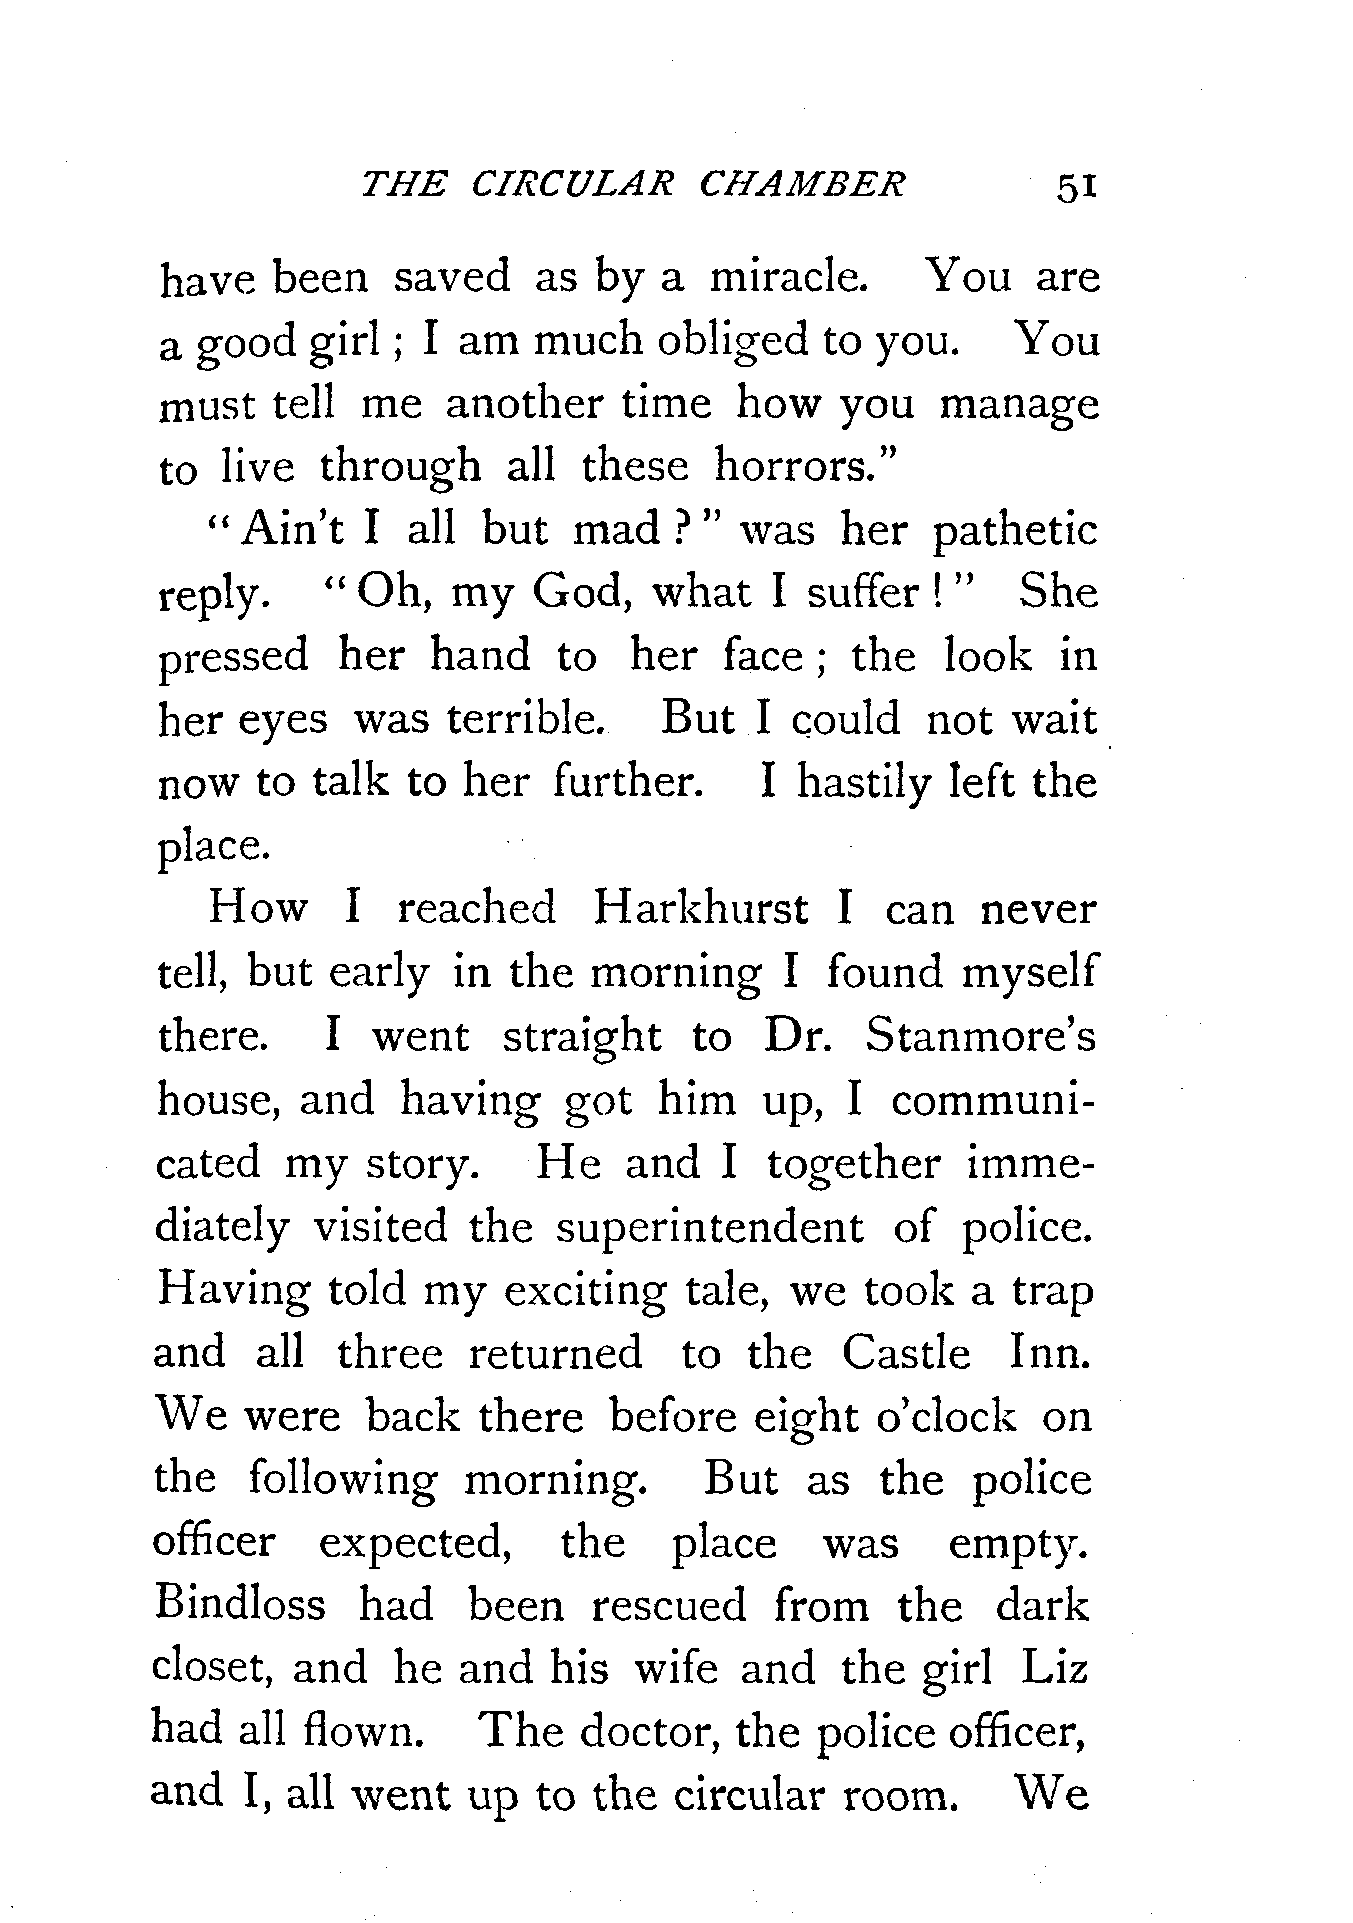 THE CIRCULAR CHAMBER 51
have been saved as by a miracle. You are
a good girl ; I am much obliged to you. You
must tell me another time how you manage
to live through all these horrors."
"Ain't I all but mad ?" was her pathetic
reply. "Oh, my God, what I suffer !" She
pressed her hand to her face ; the look in
her eyes was terrible. But I could not wait
now to talk to her further. I hastily left the
place.
How I reached Harkhurst I can never
tell, but early in the morning I found myself
there. I went straight to Dr. Stanmore's
house, and having got him up, I communi-
cated my story. He and I together imme-
diately visited the superintendent of police.
Having told my exciting tale, we took a trap
and all three returned to the Castle Inn.
We were back there before eight o'clock on
the following morning. But as the police
officer expected, the place was empty.
Bindloss had been rescued from the dark
closet, and he and his wife and the girl Liz
had all flown. The doctor, the police officer,
and I, all went up to the circular room. We